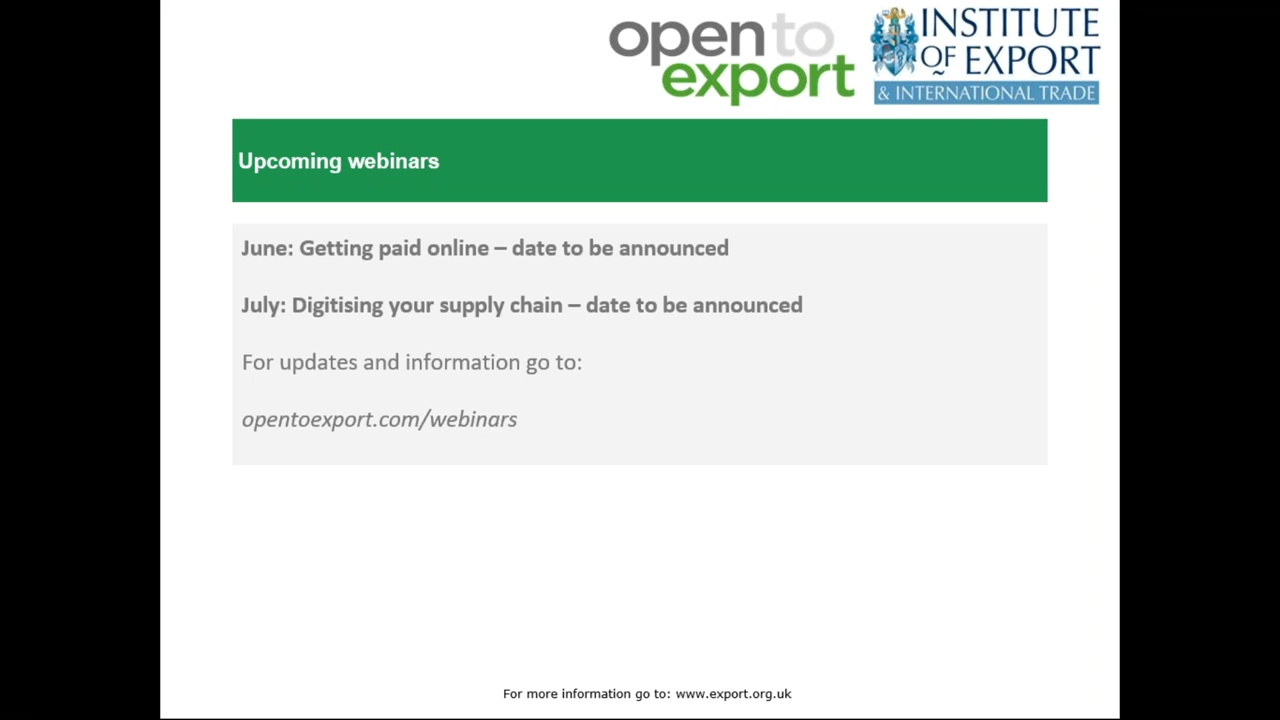 open to
export
INSTITUTE
OF EXPORT
& INTERNATIONAL TRADE
Upcoming webinars
June: Getting paid online – date to be announced
July: Digitising your supply chain – date to be announced
For updates and information go to:
opentoexport.com/webinars
For more information go to: www.export.org.uk